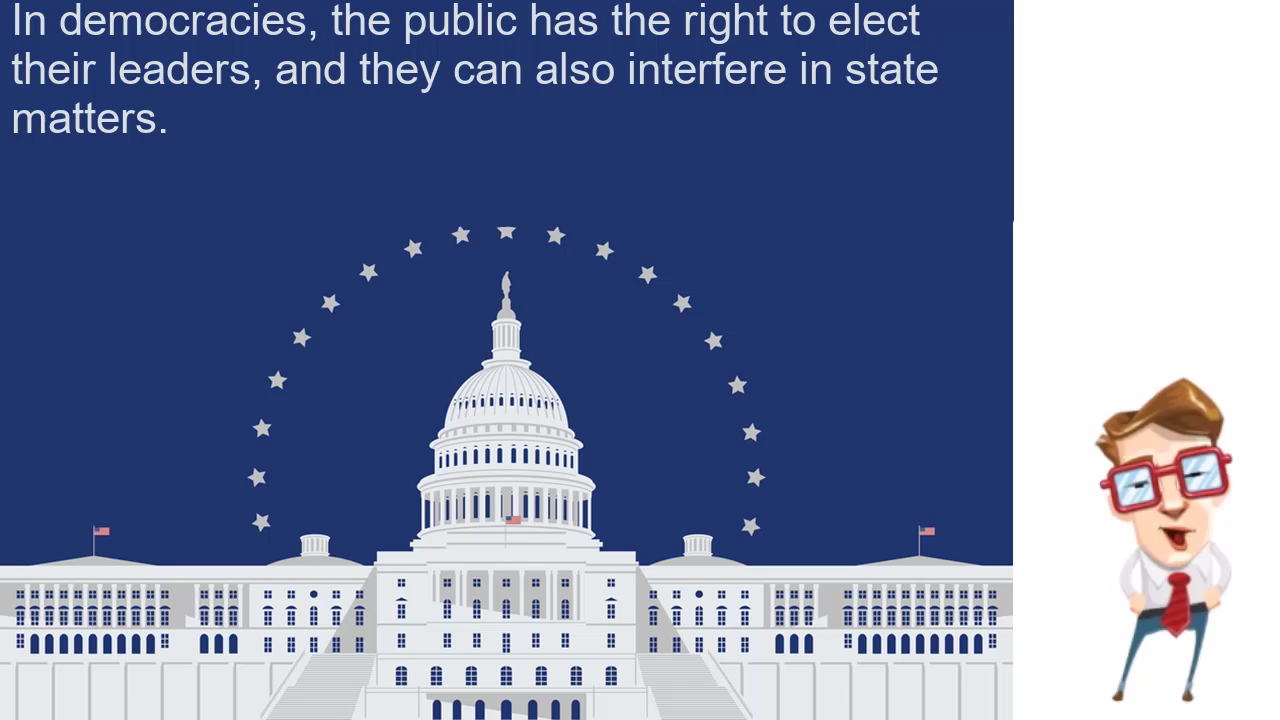 In democracies, the public has the right to elect
their leaders, and they can also interfere in state
matters.